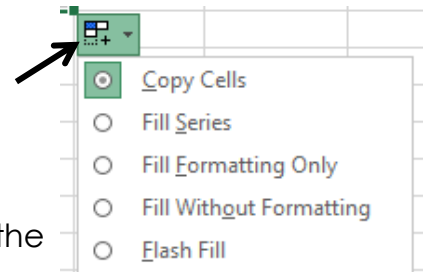 Copy Cells
Fill Series
Fill Formatting Only
Fill Without Formatting
the
Flash Fill